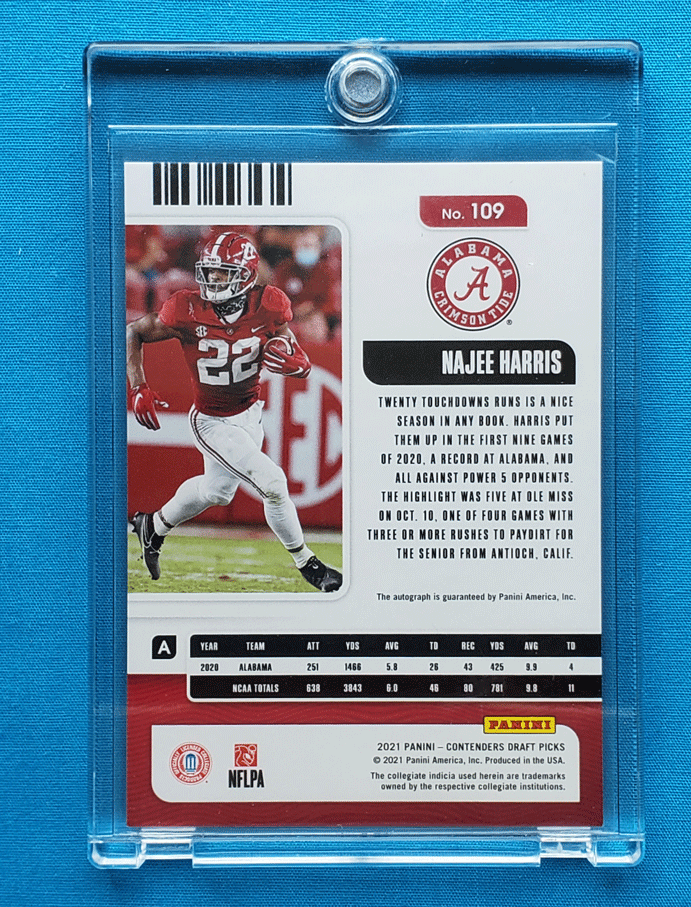 No. 109
ALABAMA
A
CRIMSON TIDE
®
NAJEE HARRIS
TWENTY TOUCHDOWNS RUNS IS A NICE
SEASON IN ANY BOOK. HARRIS PUT
THEM UP IN THE FIRST NINE GAMES
OF 2020, A RECORD AT ALABAMA, AND
ALL AGAINST POWER 5 OPPONENTS.
THE HIGHLIGHT WAS FIVE AT OLE MISS
ON OCT. 10, ONE OF FOUR GAMES WITH
THREE OR MORE RUSHES TO PAYDIRT FOR
THE SENIOR FROM ANTIOCH, CALIF.
The autograph is guaranteed by Panini America, Inc.
22
SEC
SEC
A
YEAR TEAM ATT YDS AVG TD REC YDS AVG TD
2020 ALABAMA 251 1466 5.8 26 43 425 9.9 4
NCAA TOTALS 638 3843 6.0 46 80 781 9.8 11
PANINI
2021 PANINI – CONTENDERS DRAFT PICKS
© 2021 Panini America, Inc. Produced in the USA.
The collegiate indicia used herein are trademarks
owned by the respective collegiate institutions.
OFFICIALLY LICENSED COLLEGIATE PRODUCTS
NFLPA